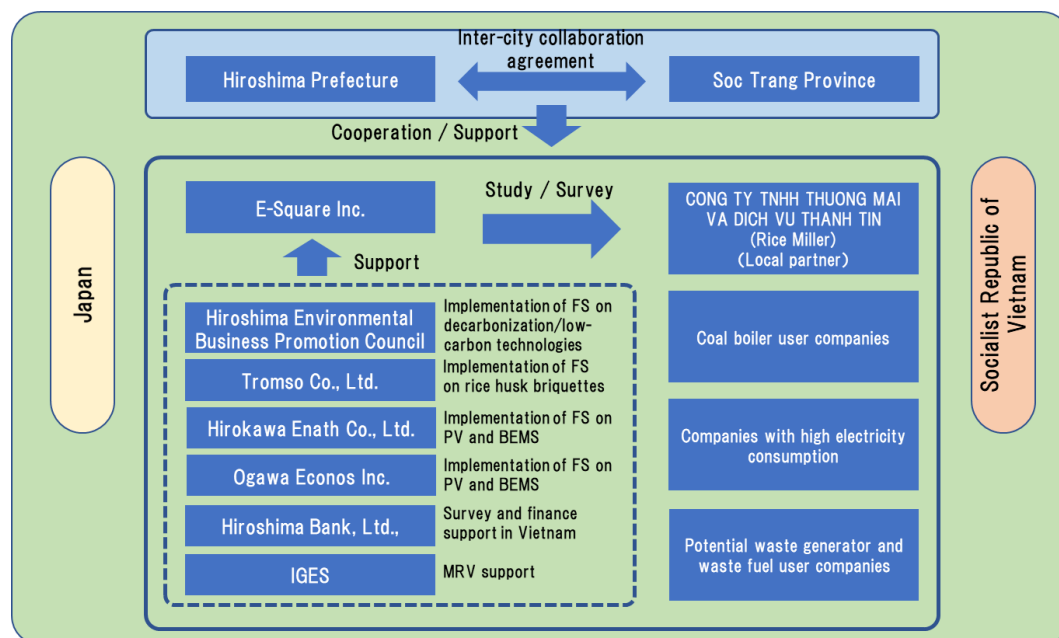 Inter-city collaboration
agreement
Hiroshima Prefecture
Soc Trang Province
Cooperation / Support
Japan
E-Square Inc.
Study / Survey
CONG TY TNHH THUONG MAI
VA DICH VU THANH TIN
(Rice Miller)
(Local partner)
Support
Hiroshima Environmental
Business Promotion Council
Implementation of FS on
decarbonization/low-
carbon technologies
Tromso Co., Ltd.
Implementation of FS
on rice husk briquettes
Hirokawa Enath Co., Ltd.
Implementation of FS on
PV and BEMS
Ogawa Econos Inc.
Implementation of FS on
PV and BEMS
Hiroshima Bank, Ltd.,
Survey and finance
support in Vietnam
IGES
MRV support
Coal boiler user companies
Companies with high electricity
consumption
Potential waste generator and
waste fuel user companies
Socialist Republic of
Vietnam